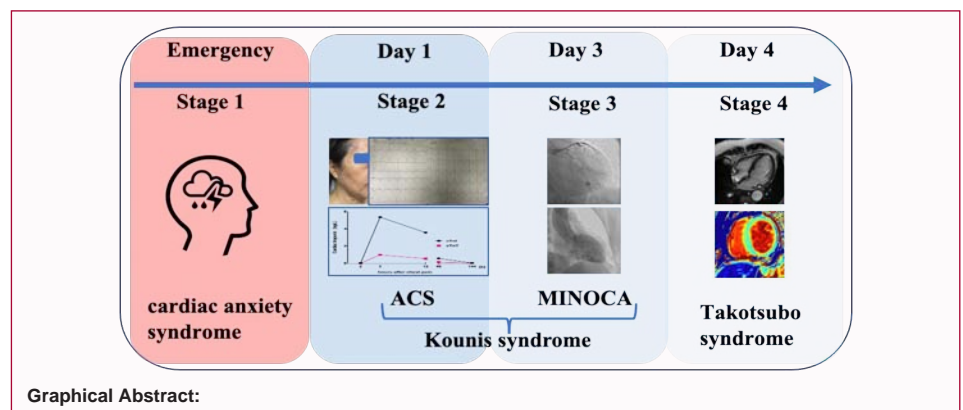 Emergency
Day 1
Day 3
Day 4
Stage 1
Stage 2
Stage 3
Stage 4
cardiac anxiety
syndrome
ACS
MINOCA
Kounis syndrome
Takotsubo
syndrome
Graphical Abstract: